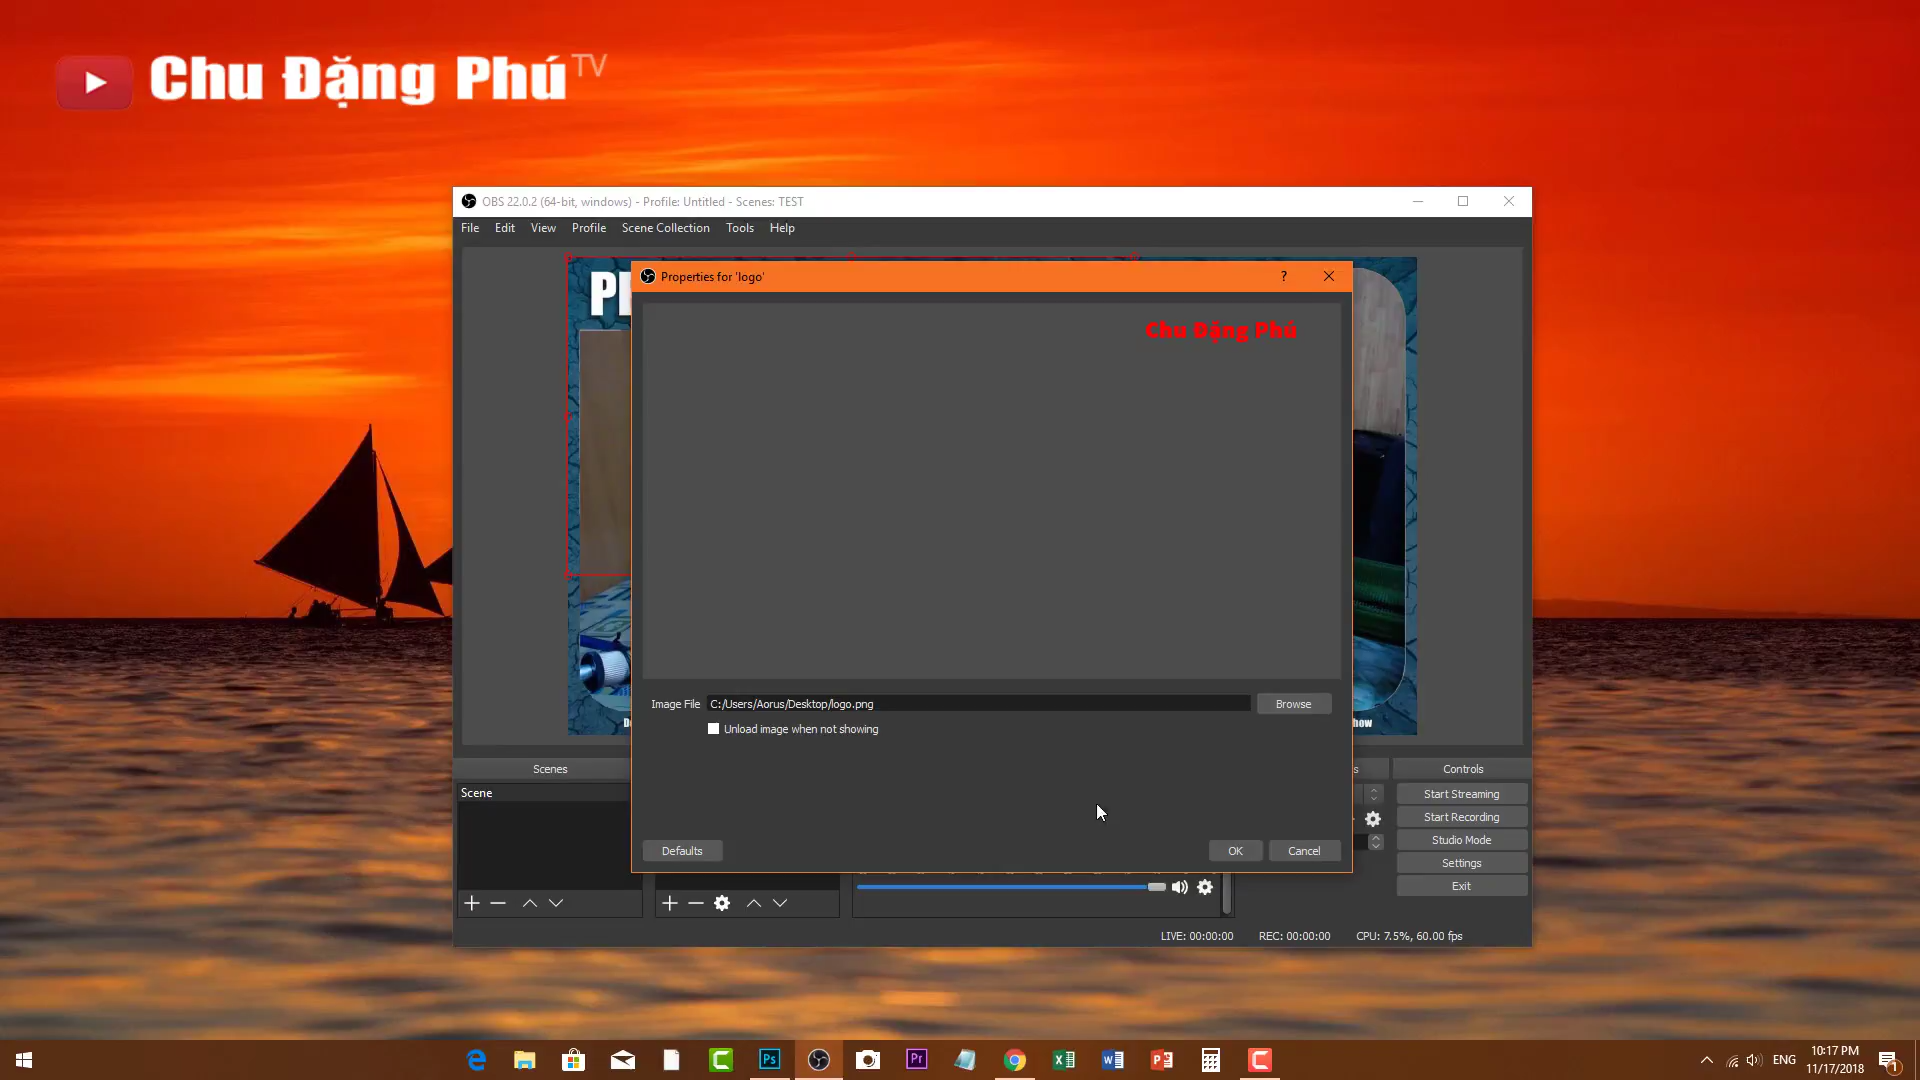 Chu Đặng Phú TV
OBS 22.0.2 (64-bit, windows) - Profile: Untitled - Scenes: TEST
File Edit View Profile Scene Collection Tools Help
Properties for 'logo'
Chu Đặng Phú
Image File C:/Users/Aorus/Desktop/logo.png Browse
Unload image when not showing
Scenes Controls
Scene Start Streaming
Start Recording
Studio Mode
Defaults OK Cancel
Settings
Exit
LIVE: 00:00:00 REC: 00:00:00 CPU: 7.5%, 60.00 fps
Ps Pr ENG
10:17 PM
11/17/2018
1